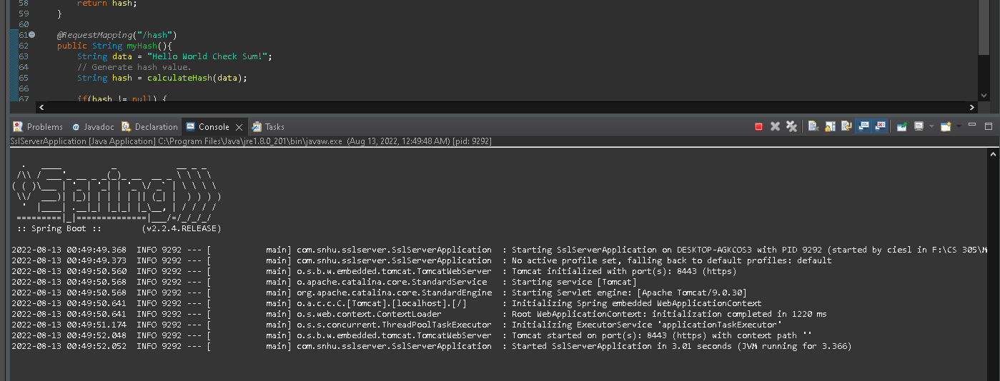 58 return hash;
59 }
60
61 @RequestMapping("/hash")
62 public String myHash(){
63 String data = "Hello World Check Sum!";
64 // Generate hash value.
65 String hash = calculateHash(data);
66
67 if(hash != null) {
Problems @ Javadoc Declaration Console Tasks
SslServerApplication [Java Application] C:\Program Files\Java\jre1.8.0_201\bin\javaw.exe (Aug 13, 2022, 12:49:48 AM) [pid: 9292]
  .   ____          _            __ _ _
 /\\ / ___'_ __ _ _(_)_ __  __ _ \ \ \ \
( ( )\___ | '_ | '_| | '_ \/ _` | \ \ \ \
 \\/  ___)| |_)| | | | | || (_| |  ) ) ) )
  '  |____| .__|_| |_|_| |_\__, | / / / /
 =========|_|==============|___/=/_/_/_/
 :: Spring Boot ::        (v2.2.4.RELEASE)
2022-08-13 00:49:49.368  INFO 9292 --- [           main] com.snhu.sslserver.SslServerApplication  : Starting SslServerApplication on DESKTOP-AGKCOS3 with PID 9292 (started by ciesl in F:\CS 305\M
2022-08-13 00:49:49.373  INFO 9292 --- [           main] com.snhu.sslserver.SslServerApplication  : No active profile set, falling back to default profiles: default
2022-08-13 00:49:50.560  INFO 9292 --- [           main] o.s.b.w.embedded.tomcat.TomcatWebServer  : Tomcat initialized with port(s): 8443 (https)
2022-08-13 00:49:50.568  INFO 9292 --- [           main] o.apache.catalina.core.StandardService   : Starting service [Tomcat]
2022-08-13 00:49:50.568  INFO 9292 --- [           main] org.apache.catalina.core.StandardEngine  : Starting Servlet engine: [Apache Tomcat/9.0.30]
2022-08-13 00:49:50.641  INFO 9292 --- [           main] o.a.c.c.C.[Tomcat].[localhost].[/]       : Initializing Spring embedded WebApplicationContext
2022-08-13 00:49:50.641  INFO 9292 --- [           main] o.s.web.context.ContextLoader            : Root WebApplicationContext: initialization completed in 1220 ms
2022-08-13 00:49:51.174  INFO 9292 --- [           main] o.s.s.concurrent.ThreadPoolTaskExecutor  : Initializing ExecutorService 'applicationTaskExecutor'
2022-08-13 00:49:52.048  INFO 9292 --- [           main] o.s.b.w.embedded.tomcat.TomcatWebServer  : Tomcat started on port(s): 8443 (https) with context path ''
2022-08-13 00:49:52.052  INFO 9292 --- [           main] com.snhu.sslserver.SslServerApplication  : Started SslServerApplication in 3.01 seconds (JVM running for 3.366)